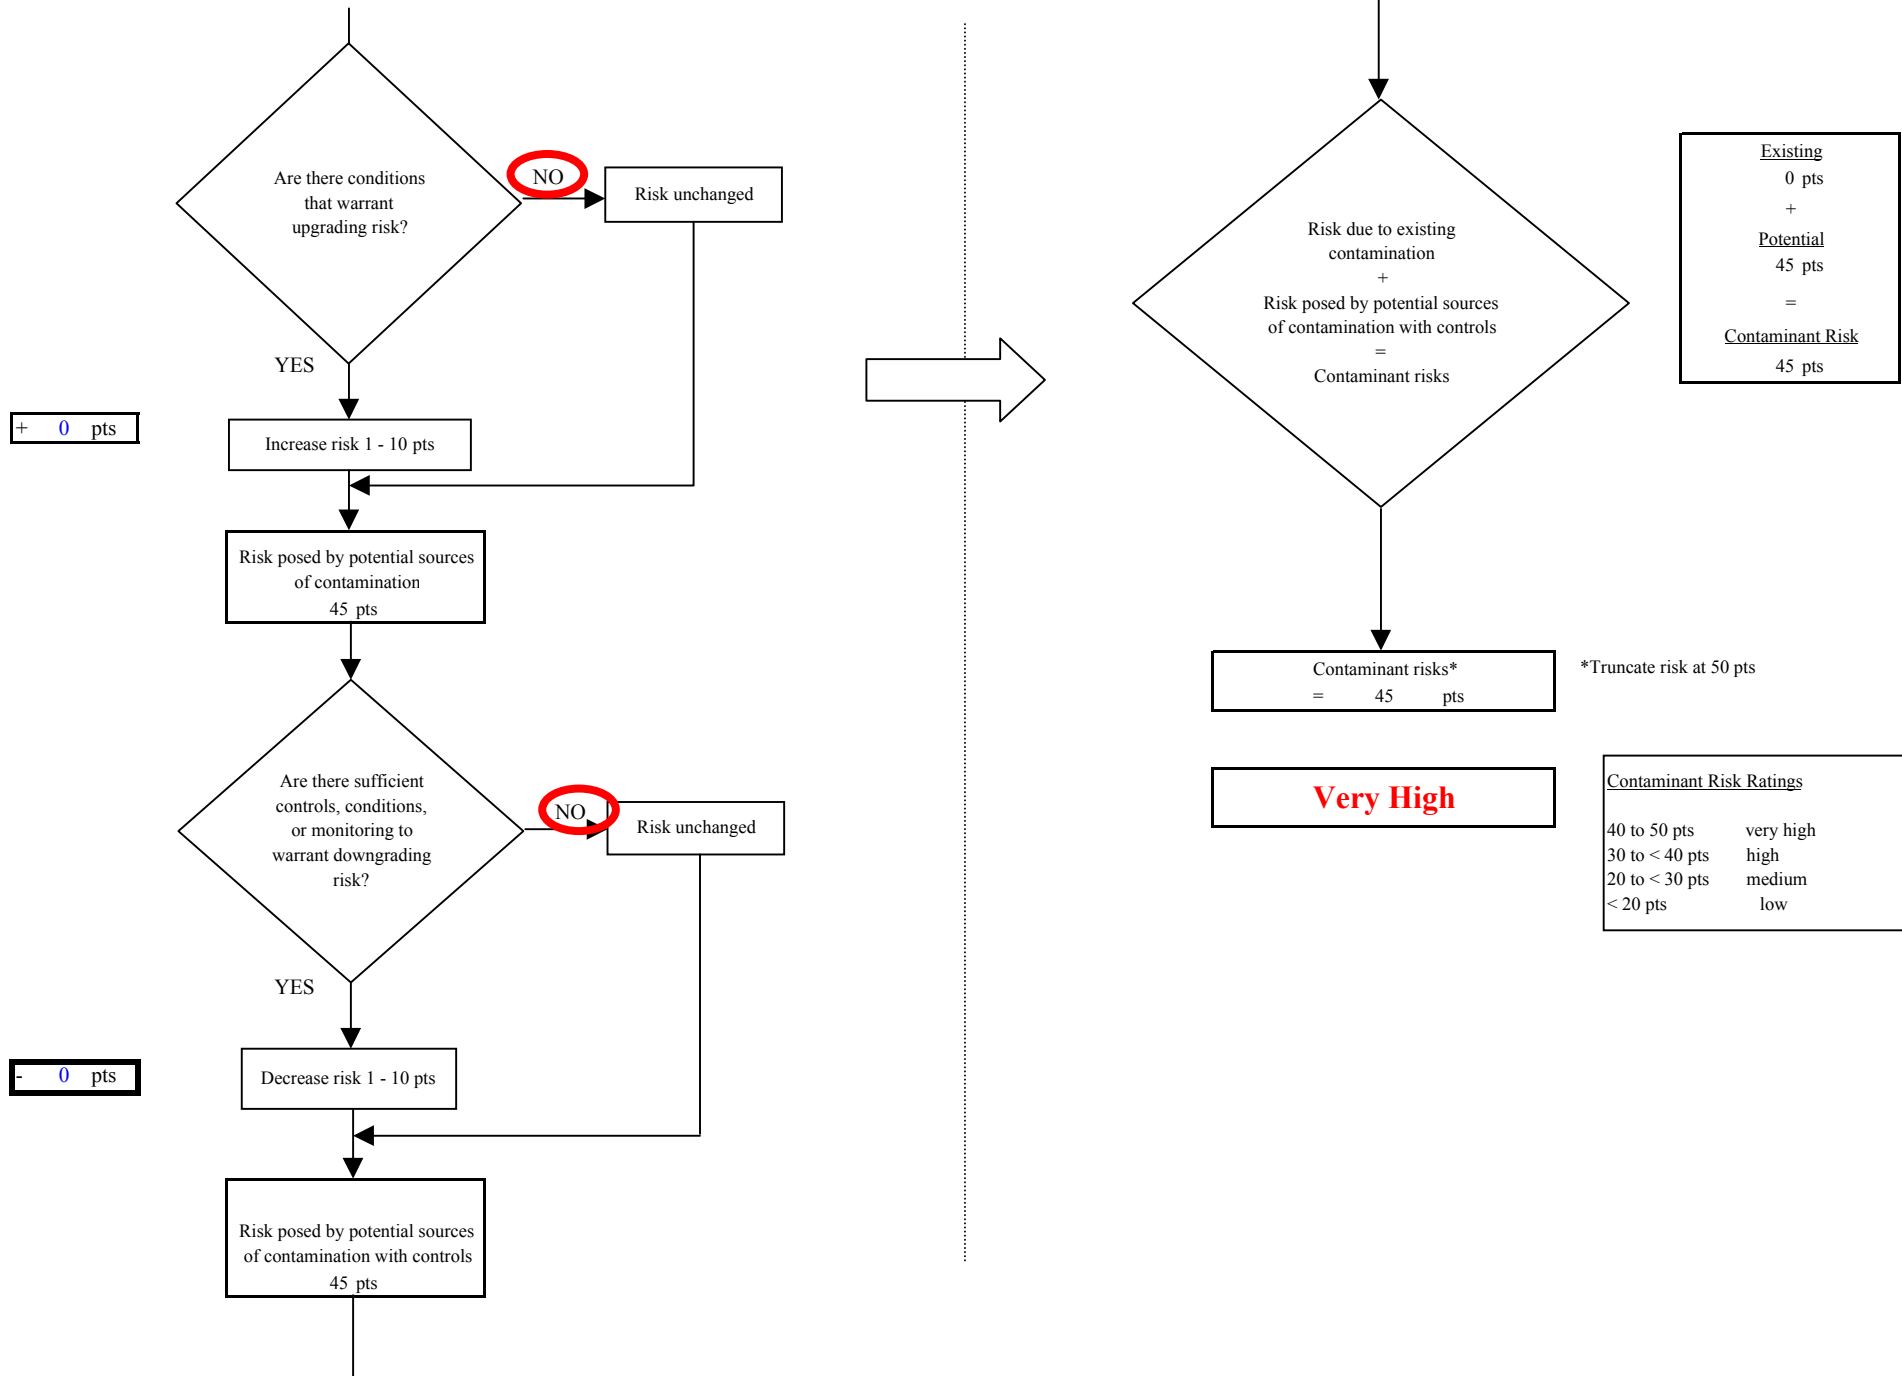 Are there conditions
that warrant
upgrading risk?
NO
Risk unchanged
YES
+ 0 pts
Increase risk 1 - 10 pts
Risk posed by potential sources
of contamination
45 pts
Are there sufficient
controls, conditions,
or monitoring to
warrant downgrading
risk?
NO
Risk unchanged
YES
- 0 pts
Decrease risk 1 - 10 pts
Risk posed by potential sources
of contamination with controls
45 pts
Risk due to existing
contamination
+
Risk posed by potential sources
of contamination with controls
=
Contaminant risks
Existing
0 pts
+
Potential
45 pts
=
Contaminant Risk
45 pts
Contaminant risks*
= 45 pts
*Truncate risk at 50 pts
Very High
Contaminant Risk Ratings
40 to 50 pts very high
30 to < 40 pts high
20 to < 30 pts medium
< 20 pts low